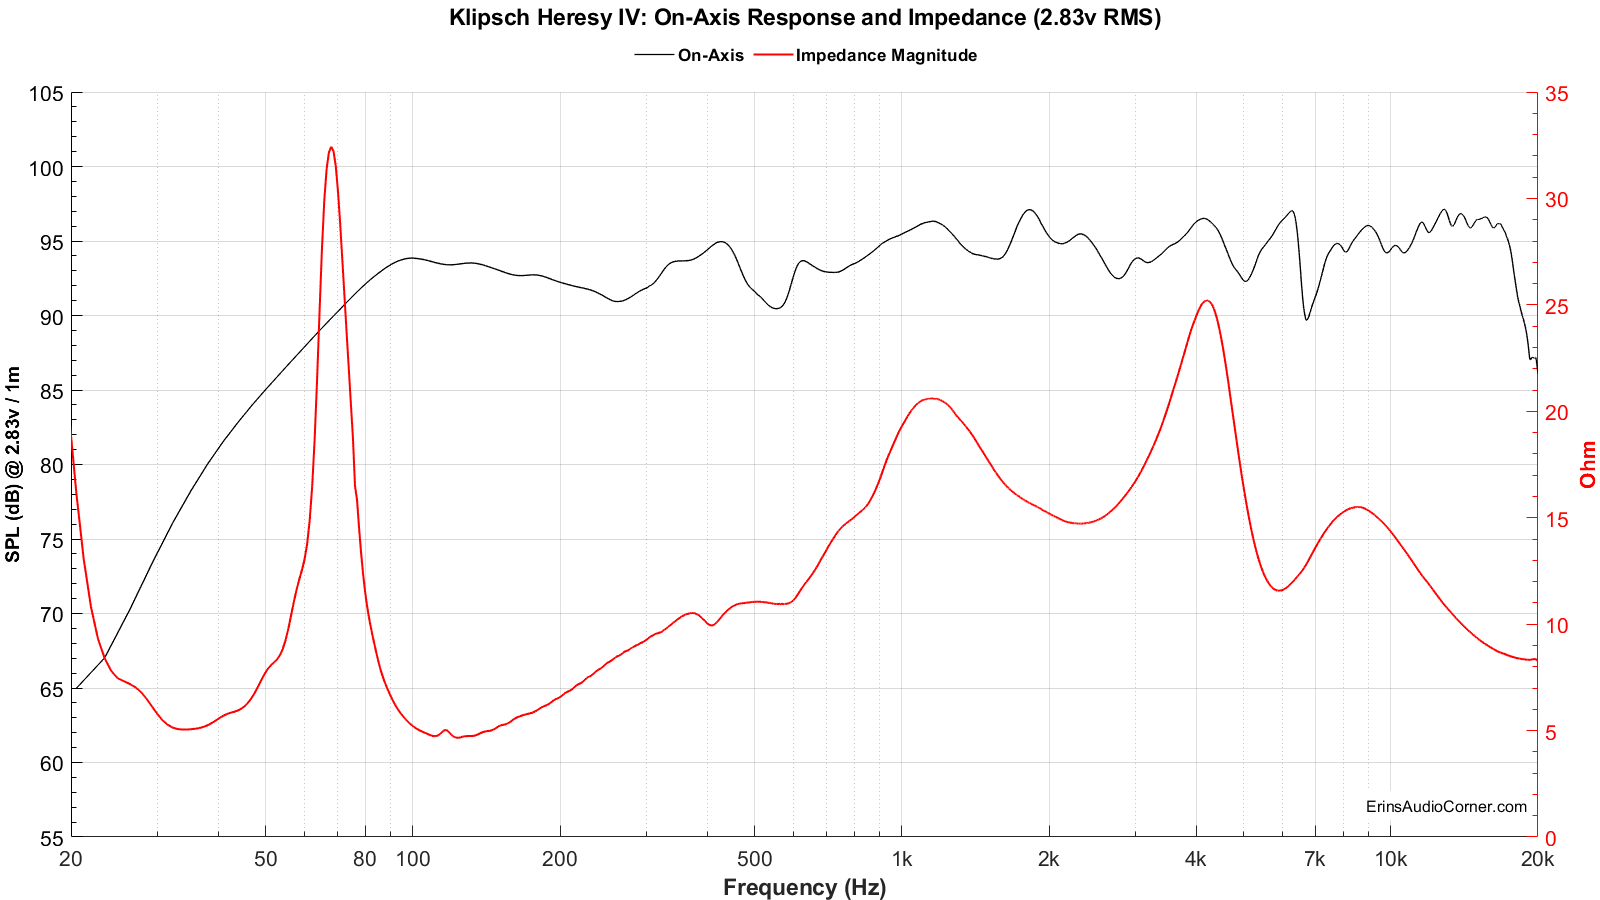 Klipsch Heresy IV: On-Axis Response and Impedance (2.83v RMS)
On-Axis Impedance Magnitude
105
100
95
90
85
80
75
70
65
60
55
SPL (dB) @ 2.83v / 1m
35
30
25
20
15
10
5
0
Ohm
ErinsAudioCorner.com
20 50 80 100 200 500 1k 2k 4k 7k 10k 20k
Frequency (Hz)